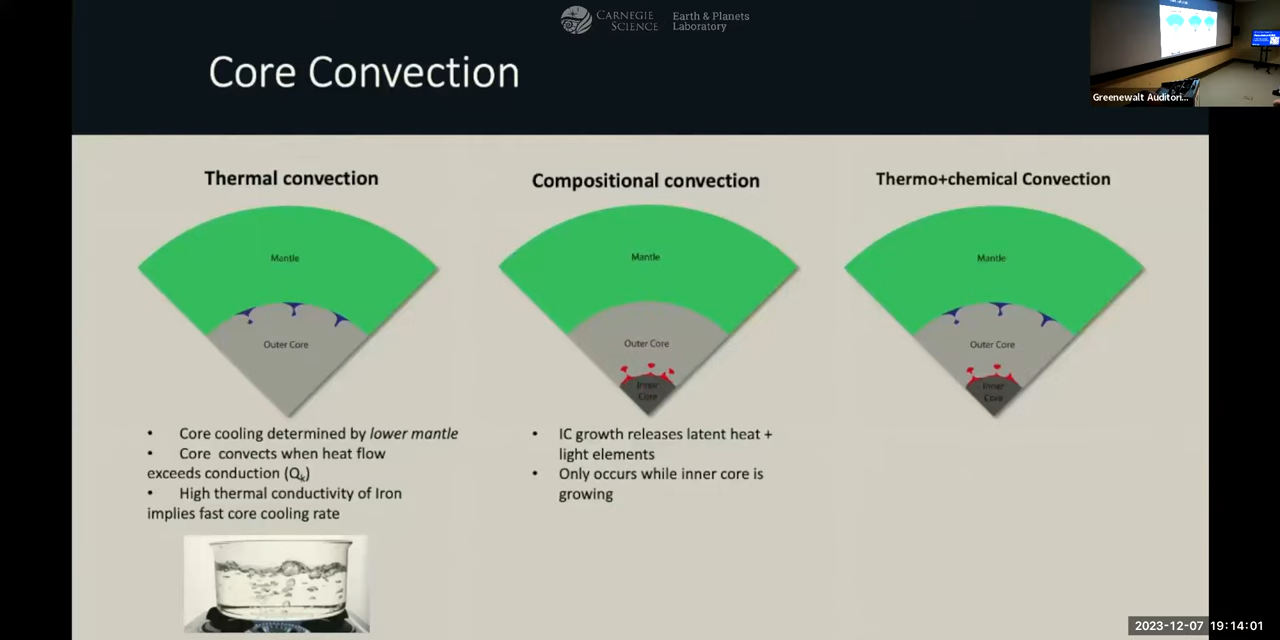 CARNEGIE
SCIENCE
Earth & Planets
Laboratory
Core Convection
Greenewalt Auditori...
Thermal convection
Mantle
Outer Core
• Core cooling determined by lower mantle
• Core convects when heat flow
exceeds conduction (Qk)
• High thermal conductivity of Iron
implies fast core cooling rate
Compositional convection
Mantle
Outer Core
Inner
Core
• IC growth releases latent heat +
light elements
• Only occurs while inner core is
growing
Thermo+chemical Convection
Mantle
Outer Core
Inner
Core
2023-12-07 19:14:01